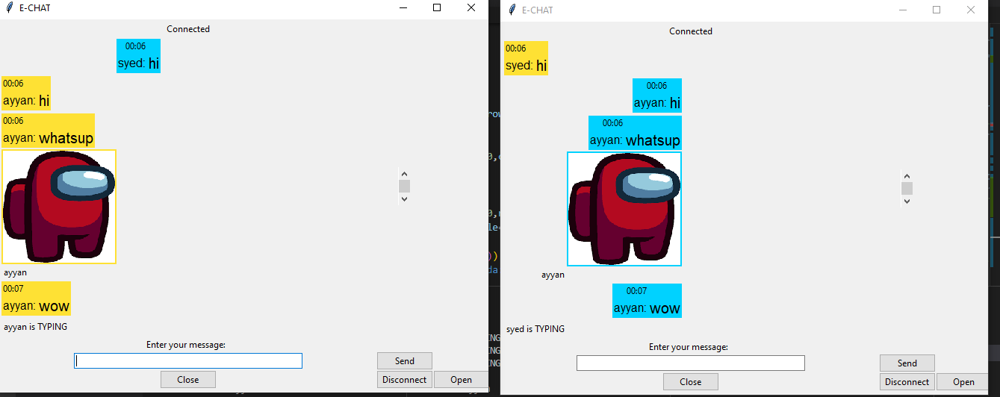 E-CHAT
Connected
00:06
syed: hi
00:06
ayyan: hi
00:06
ayyan: whatsup
ayyan
00:07
ayyan: wow
ayyan is TYPING
Enter your message:
Send
Close
Disconnect
Open
E-CHAT
Connected
00:06
syed: hi
00:06
ayyan: hi
00:06
ayyan: whatsup
ayyan
00:07
ayyan: wow
syed is TYPING
Enter your message:
Send
Close
Disconnect
Open